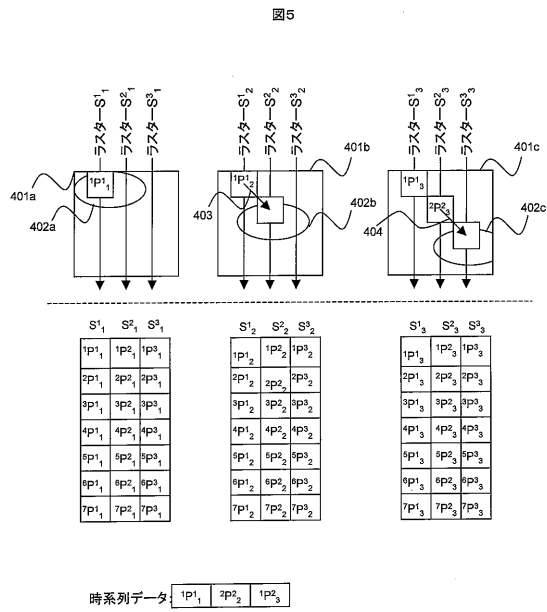 図5
ラスターS¹₁
ラスターS²₁
ラスターS³₁
ラスターS¹₂
ラスターS²₂
ラスターS³₂
ラスターS¹₃
ラスターS²₃
ラスターS³₃
401a
¹P¹₁
402a
401b
¹P¹₂
403
402b
401c
¹P¹₃
²P²₃
404
402c
S¹₁ S²₁ S³₁
¹P¹₁ ¹P²₁ ¹P³₁
²P¹₁ ²P²₁ ²P³₁
³P¹₁ ³P²₁ ³P³₁
⁴P¹₁ ⁴P²₁ ⁴P³₁
⁵P¹₁ ⁵P²₁ ⁵P³₁
⁶P¹₁ ⁶P²₁ ⁶P³₁
⁷P¹₁ ⁷P²₁ ⁷P³₁
S¹₂ S²₂ S³₂
¹P¹₂ ¹P²₂ ¹P³₂
²P¹₂ ²P²₂ ²P³₂
³P¹₂ ³P²₂ ³P³₂
⁴P¹₂ ⁴P²₂ ⁴P³₂
⁵P¹₂ ⁵P²₂ ⁵P³₂
⁶P¹₂ ⁶P²₂ ⁶P³₂
⁷P¹₂ ⁷P²₂ ⁷P³₂
S¹₃ S²₃ S³₃
¹P¹₃ ¹P²₃ ¹P³₃
²P¹₃ ²P²₃ ²P³₃
³P¹₃ ³P²₃ ³P³₃
⁴P¹₃ ⁴P²₃ ⁴P³₃
⁵P¹₃ ⁵P²₃ ⁵P³₃
⁶P¹₃ ⁶P²₃ ⁶P³₃
⁷P¹₃ ⁷P²₃ ⁷P³₃
時系列データ: ¹P¹₁ ²P²₂ ¹P²₃